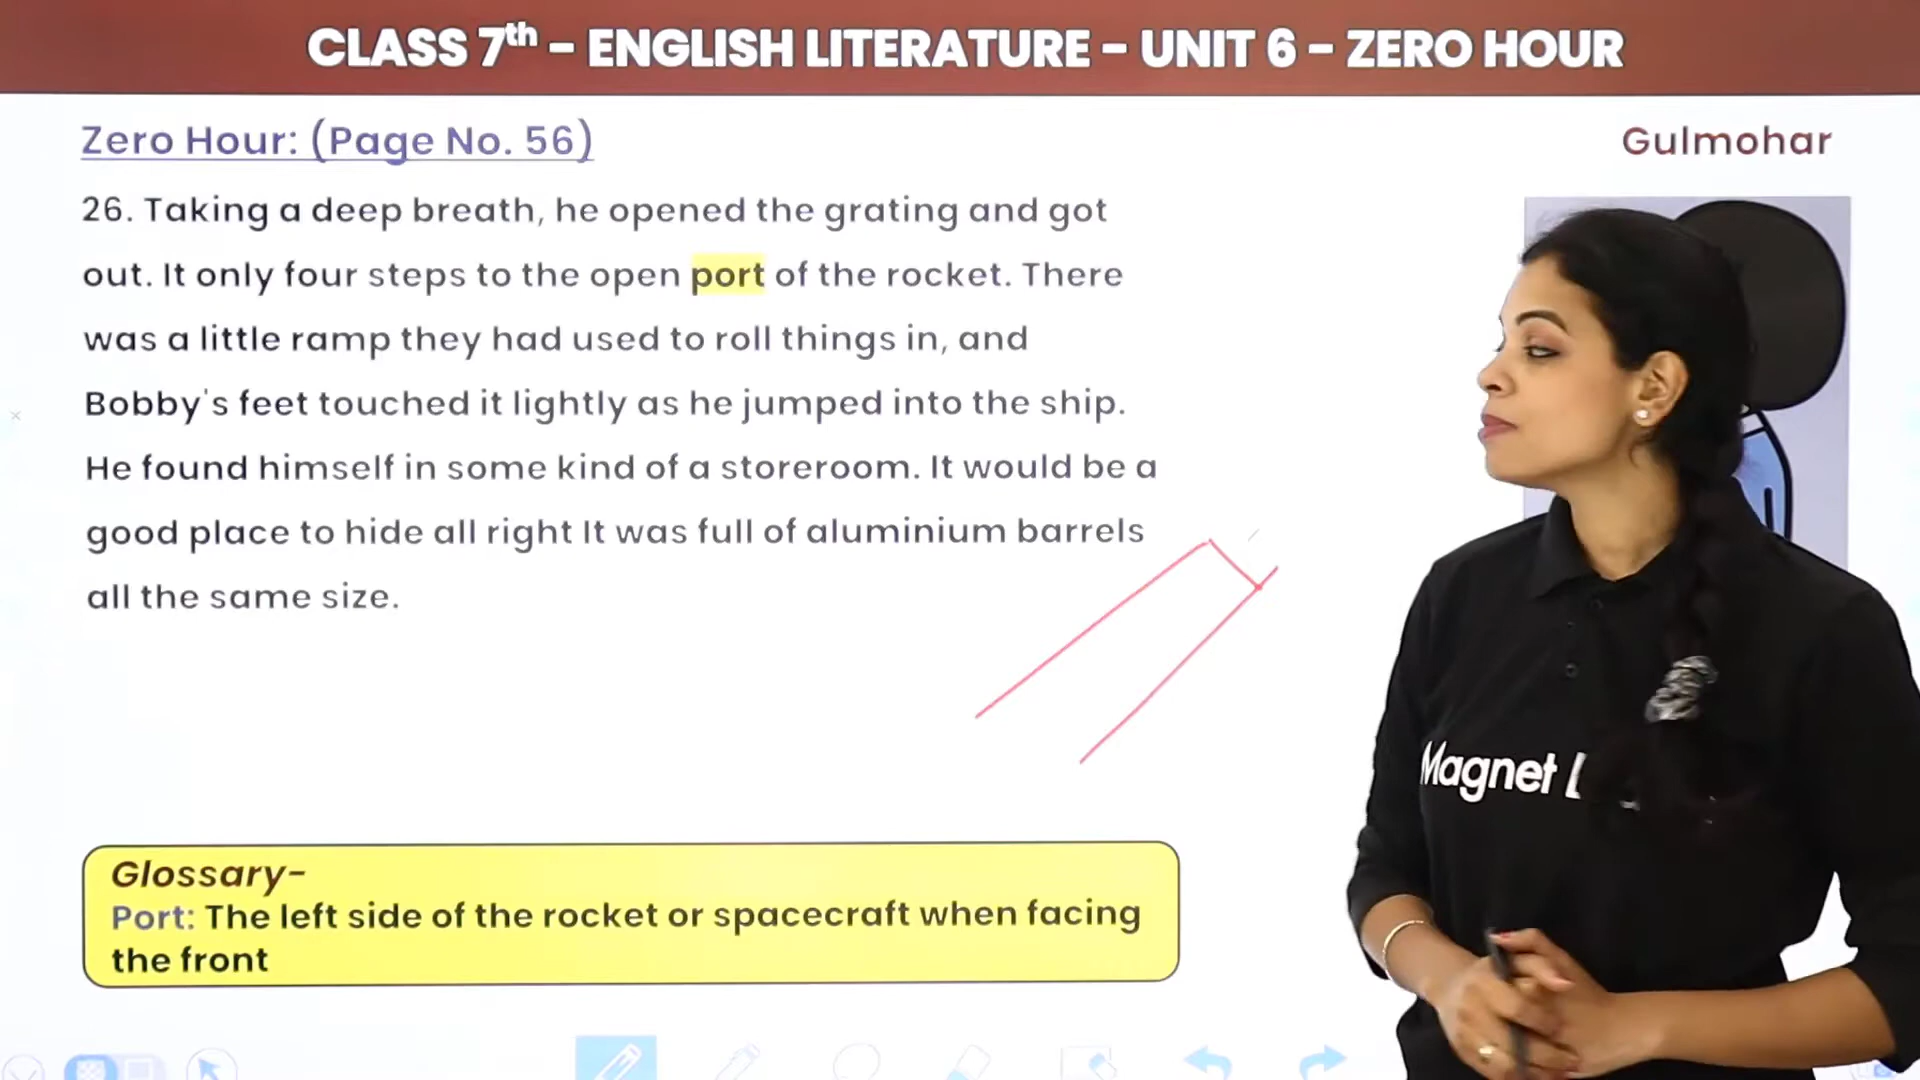 CLASS 7th – ENGLISH LITERATURE – UNIT 6 – ZERO HOUR
Zero Hour: (Page No. 56)
Gulmohar
26. Taking a deep breath, he opened the grating and got
out. It only four steps to the open port of the rocket. There
was a little ramp they had used to roll things in, and
Bobby's feet touched it lightly as he jumped into the ship.
He found himself in some kind of a storeroom. It would be a
good place to hide all right It was full of aluminium barrels
all the same size.
Magnet
Glossary-
Port: The left side of the rocket or spacecraft when facing
the front